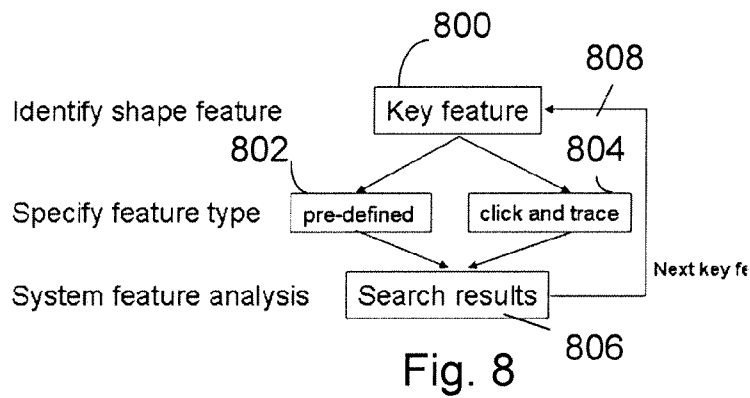 800
808
Identify shape feature
Key feature
802
804
Specify feature type
pre-defined
click and trace
Next key
System feature analysis
Search results
806
Fig. 8